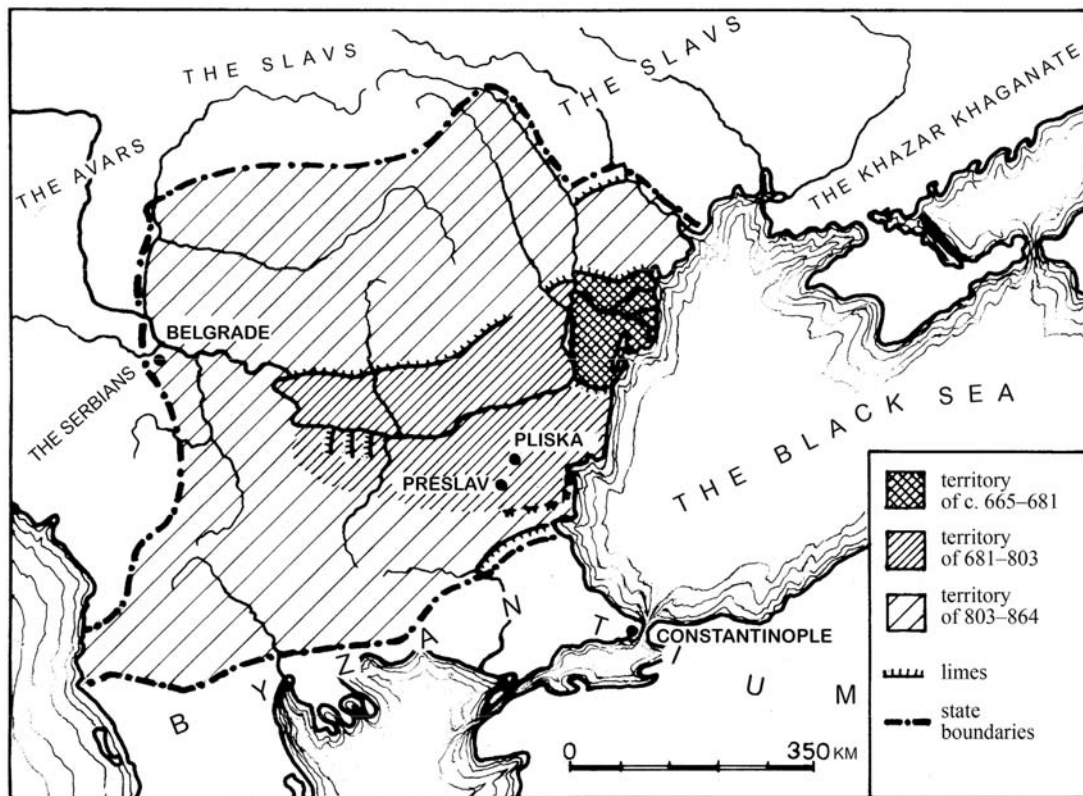 THE SLAVS
THE SLAVS
THE AVARS
THE KHAZAR KHAGANATE
BELGRADE
THE SERBIANS
PLISKA
PRESLAV
THE BLACK SEA
CONSTANTINOPLE
BYZANTIUM
territory
of c. 665–681
territory
of 681–803
territory
of 803–864
limes
state
boundaries
0 350 KM